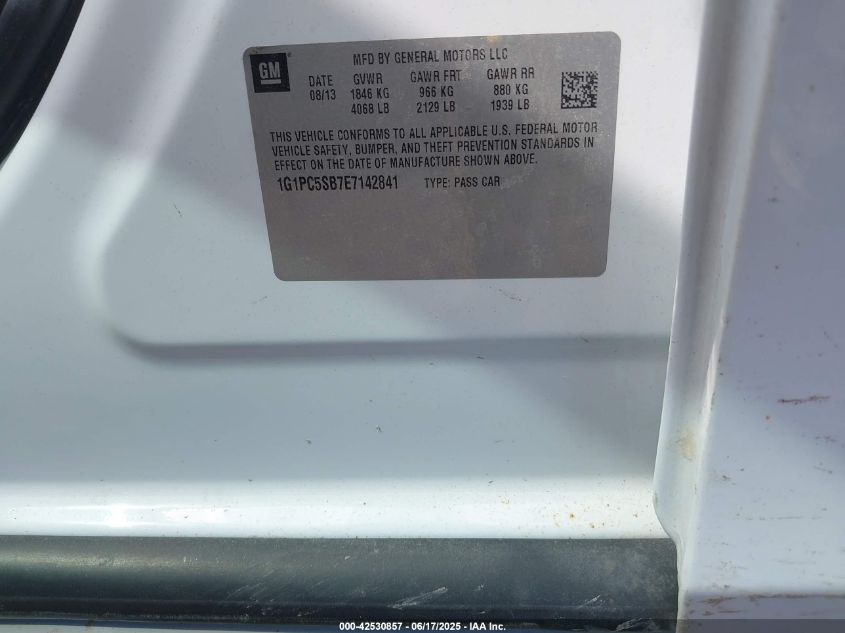 GM
MFD BY GENERAL MOTORS LLC
DATE GVWR GAWR FRT GAWR RR
08/13 1846 KG 966 KG 880 KG
4068 LB 2129 LB 1939 LB
THIS VEHICLE CONFORMS TO ALL APPLICABLE U.S. FEDERAL MOTOR
VEHICLE SAFETY, BUMPER, AND THEFT PREVENTION STANDARDS IN
EFFECT ON THE DATE OF MANUFACTURE SHOWN ABOVE.
1G1PC5SB7E7142841 TYPE: PASS CAR
000-42530857 - 06/17/2025 - IAA Inc.